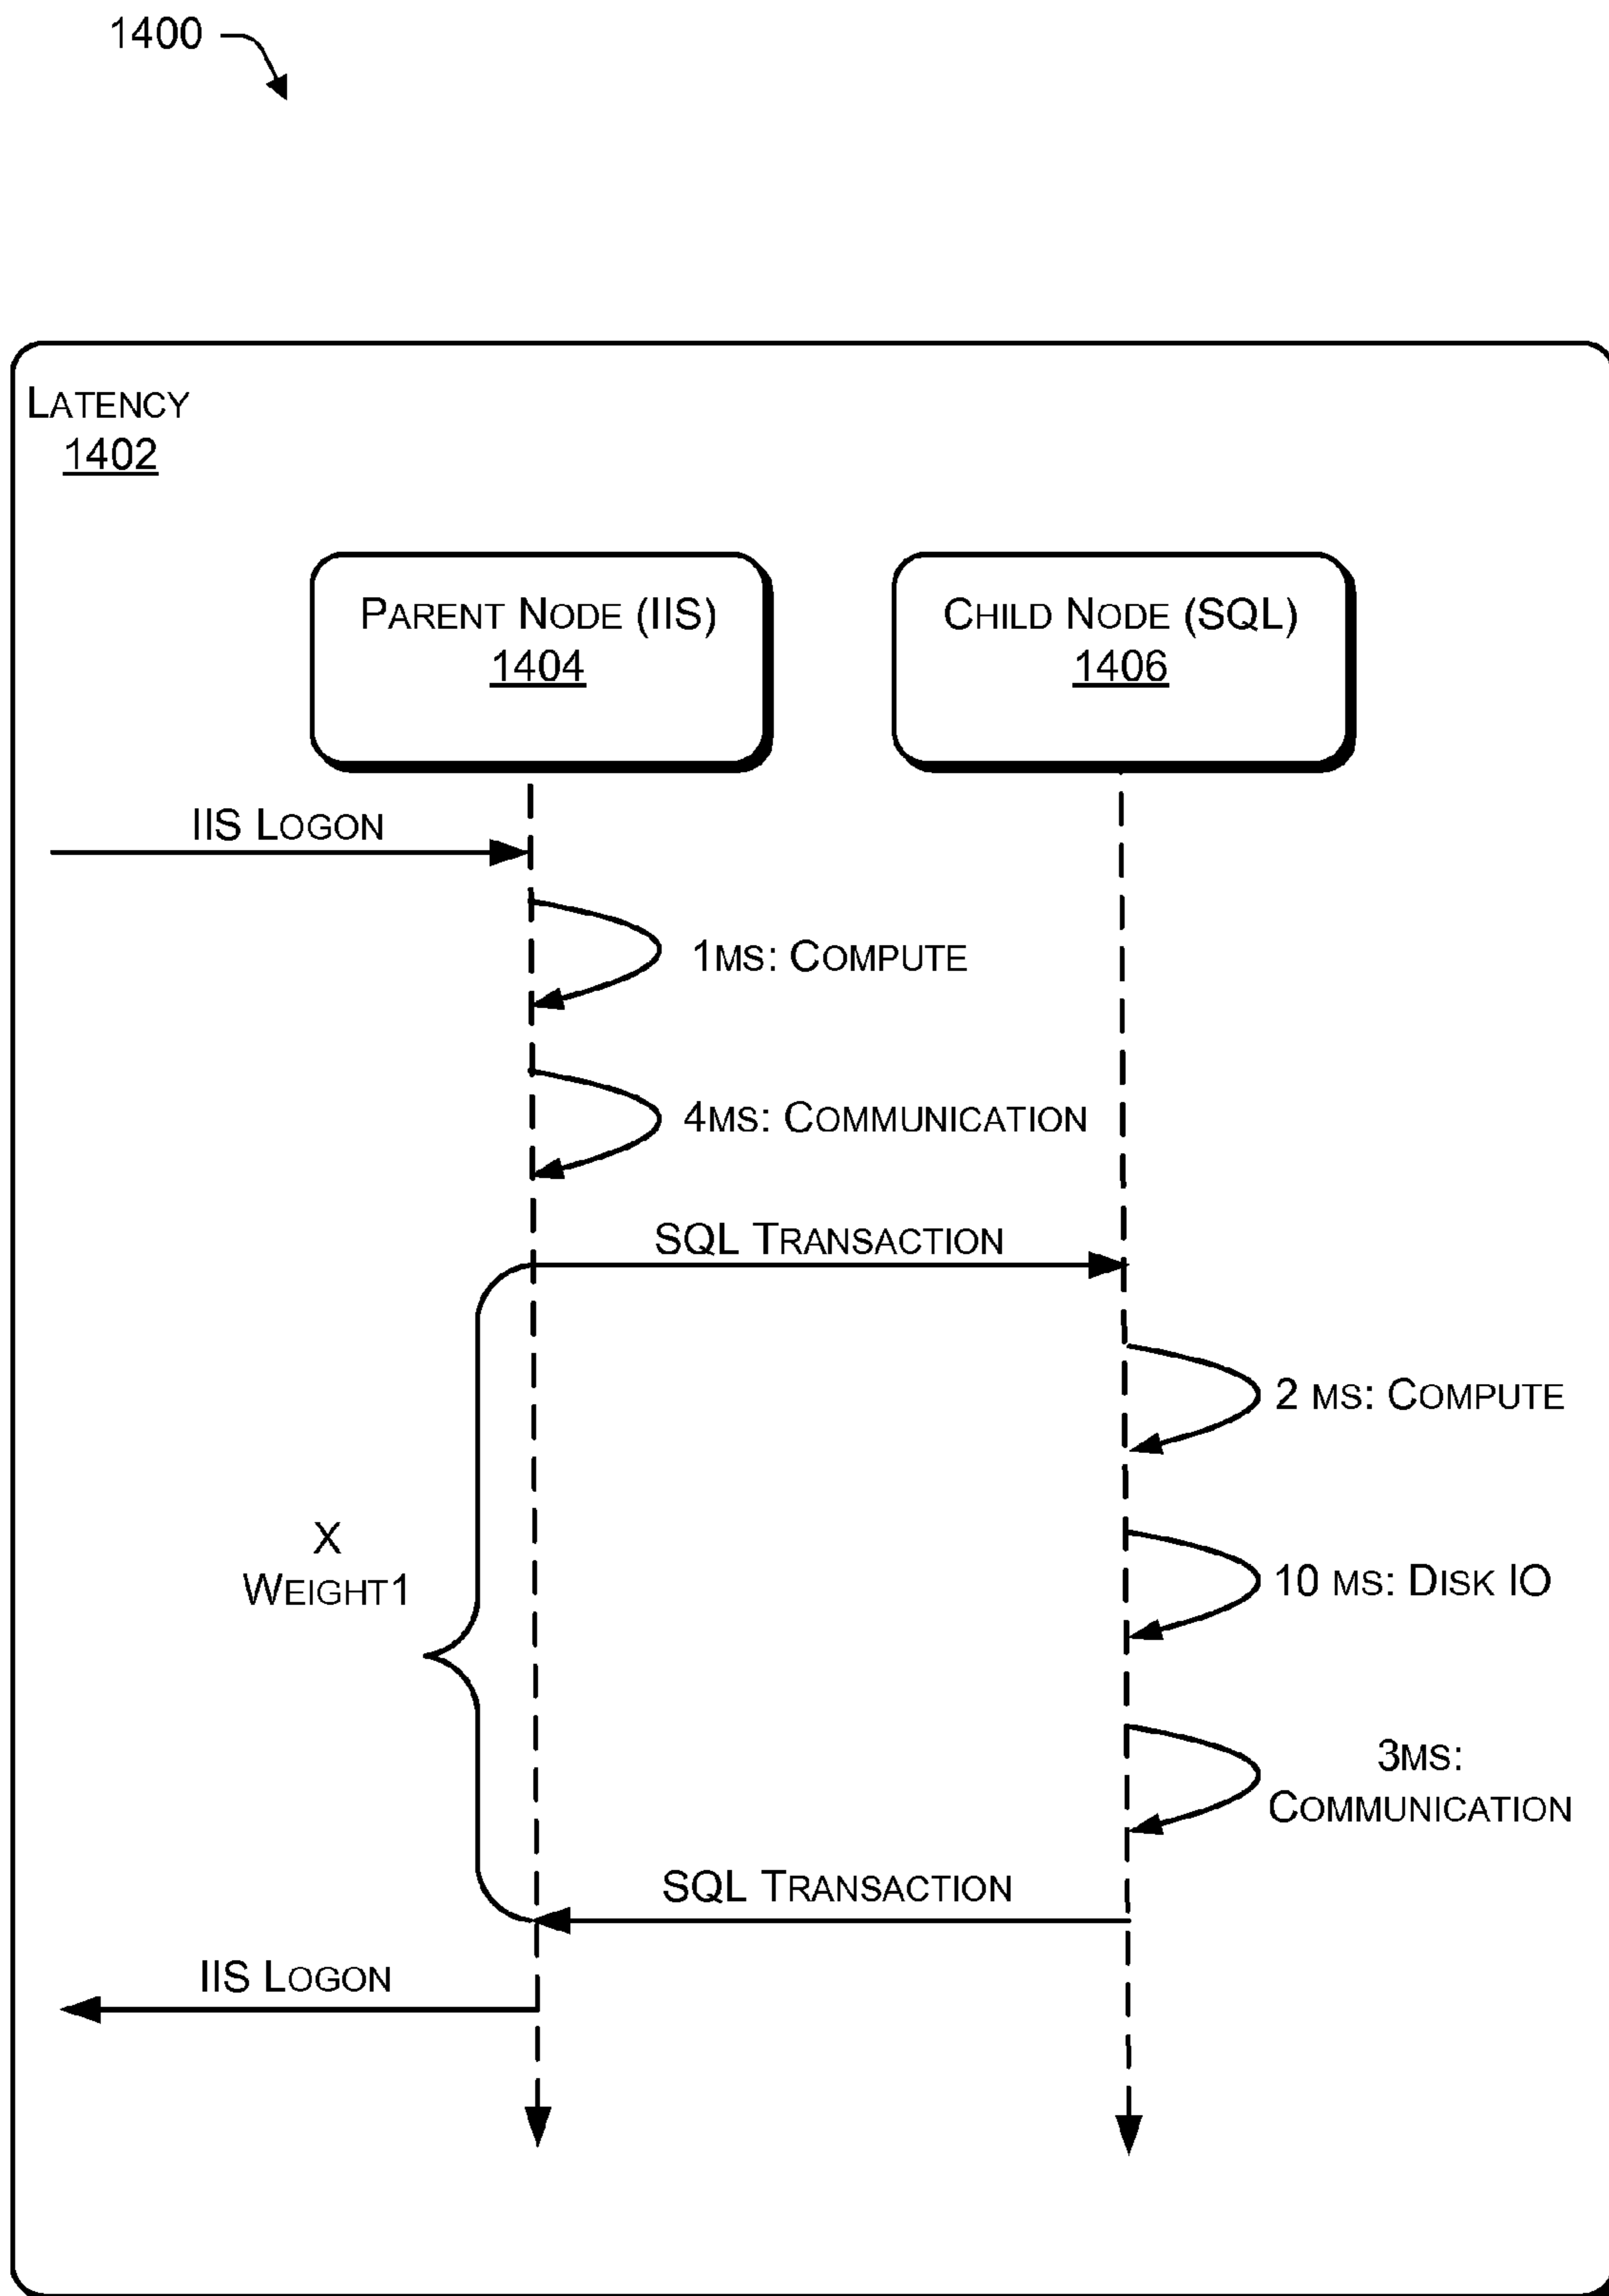 1400
LATENCY
1402
PARENT NODE (IIS)
1404
CHILD NODE (SQL)
1406
IIS LOGON
1MS: COMPUTE
4MS: COMMUNICATION
SQL TRANSACTION
2 MS: COMPUTE
X
WEIGHT1
10 MS: DISK IO
3MS:
COMMUNICATION
SQL TRANSACTION
IIS LOGON